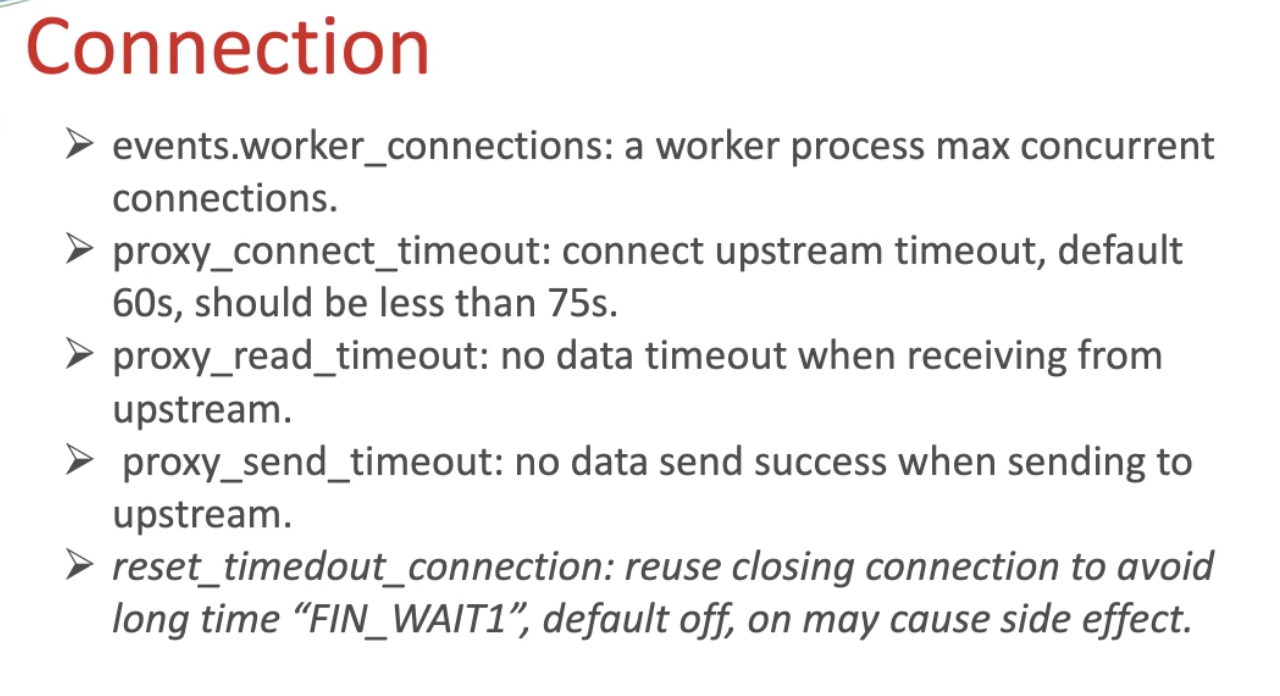 Connection
➢ events.worker_connections: a worker process max concurrent
connections.
➢ proxy_connect_timeout: connect upstream timeout, default
60s, should be less than 75s.
➢ proxy_read_timeout: no data timeout when receiving from
upstream.
➢ proxy_send_timeout: no data send success when sending to
upstream.
➢ reset_timedout_connection: reuse closing connection to avoid
long time “FIN_WAIT1”, default off, on may cause side effect.